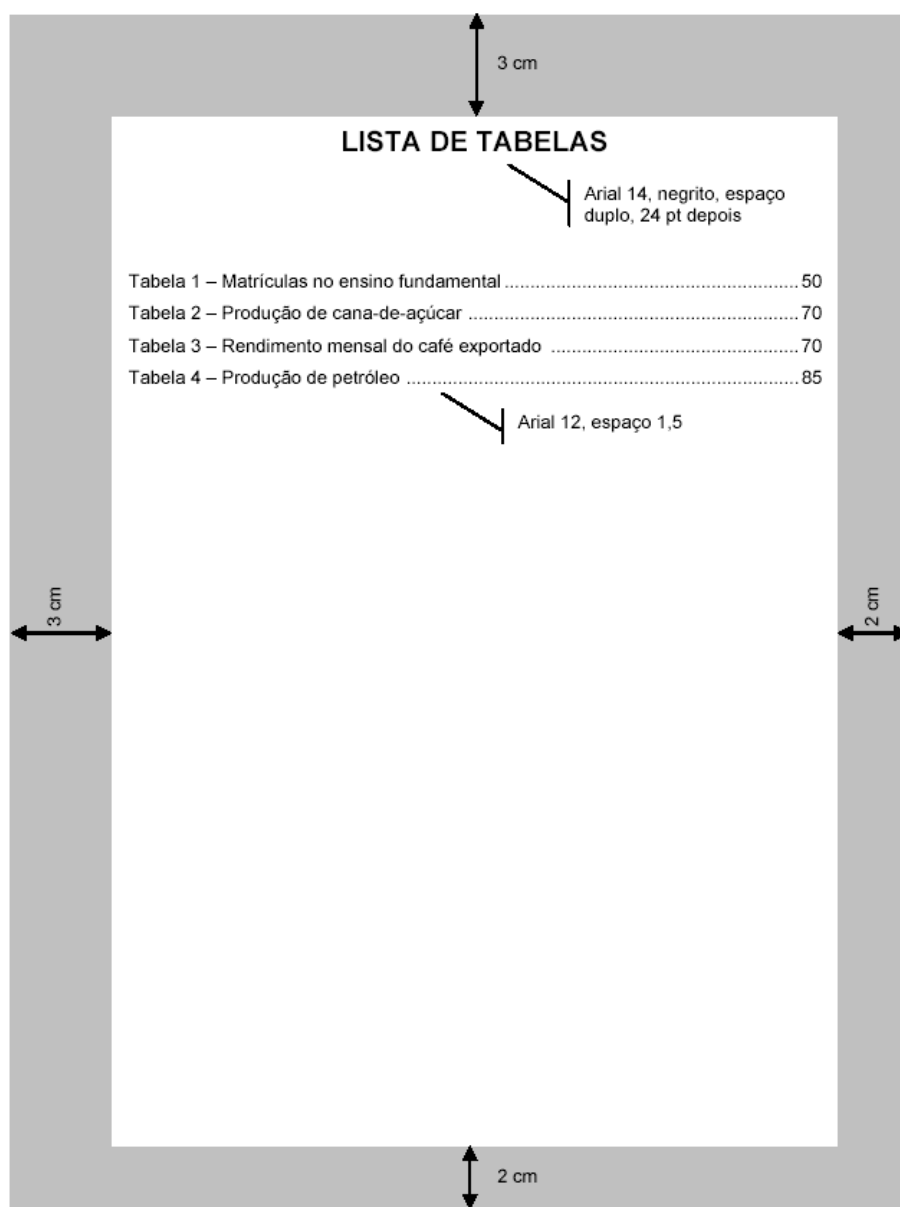 3 cm
LISTA DE TABELAS
Arial 14, negrito, espaço
duplo, 24 pt depois
Tabela 1 – Matrículas no ensino fundamental ........................................................... 50
Tabela 2 – Produção de cana-de-açúcar .................................................................. 70
Tabela 3 – Rendimento mensal do café exportado .................................................. 70
Tabela 4 – Produção de petróleo ............................................................................... 85
Arial 12, espaço 1,5
3 cm
2 cm
2 cm